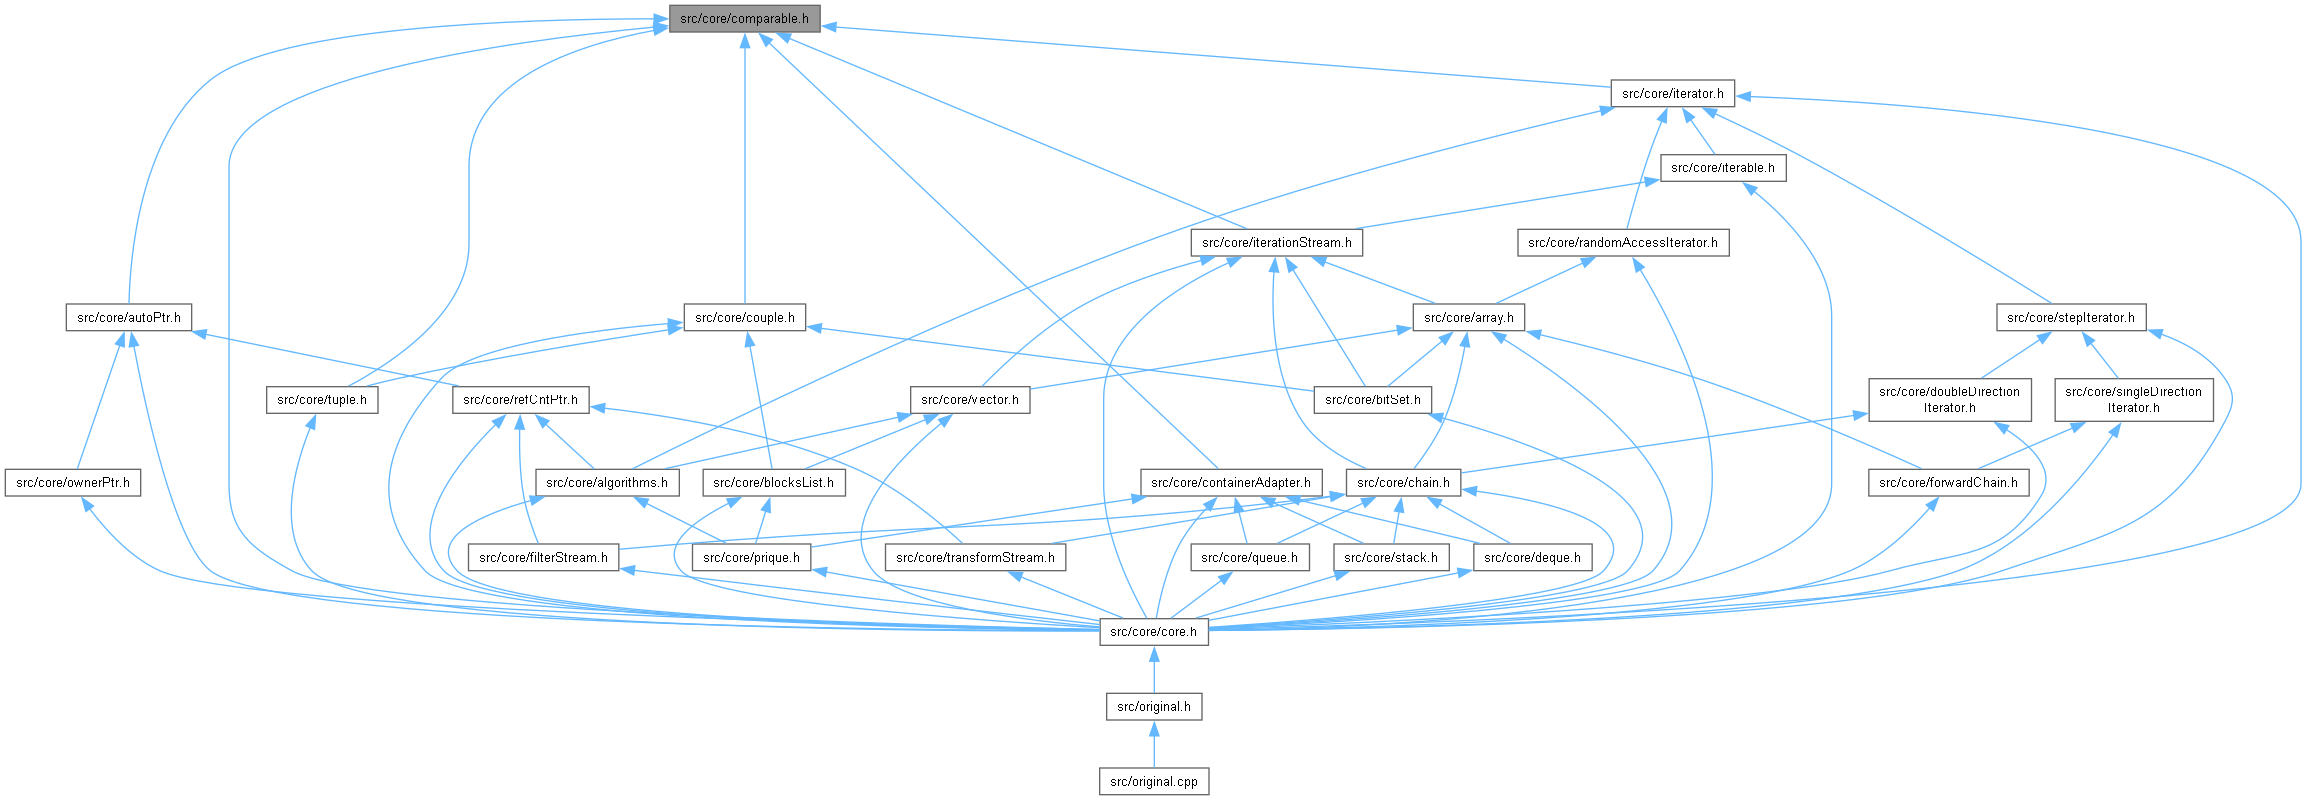 src/core/comparable.h
src/core/iterator.h
src/core/iterable.h
src/core/iterationStream.h
src/core/randomAccessIterator.h
src/core/autoPtr.h
src/core/couple.h
src/core/array.h
src/core/stepIterator.h
src/core/tuple.h
src/core/refCntPtr.h
src/core/vector.h
src/core/bitSet.h
src/core/doubleDirection
Iterator.h
src/core/singleDirection
Iterator.h
src/core/ownerPtr.h
src/core/algorithms.h
src/core/blocksList.h
src/core/containerAdapter.h
src/core/chain.h
src/core/forwardChain.h
src/core/filterStream.h
src/core/prique.h
src/core/transformStream.h
src/core/queue.h
src/core/stack.h
src/core/deque.h
src/core/core.h
src/original.h
src/original.cpp